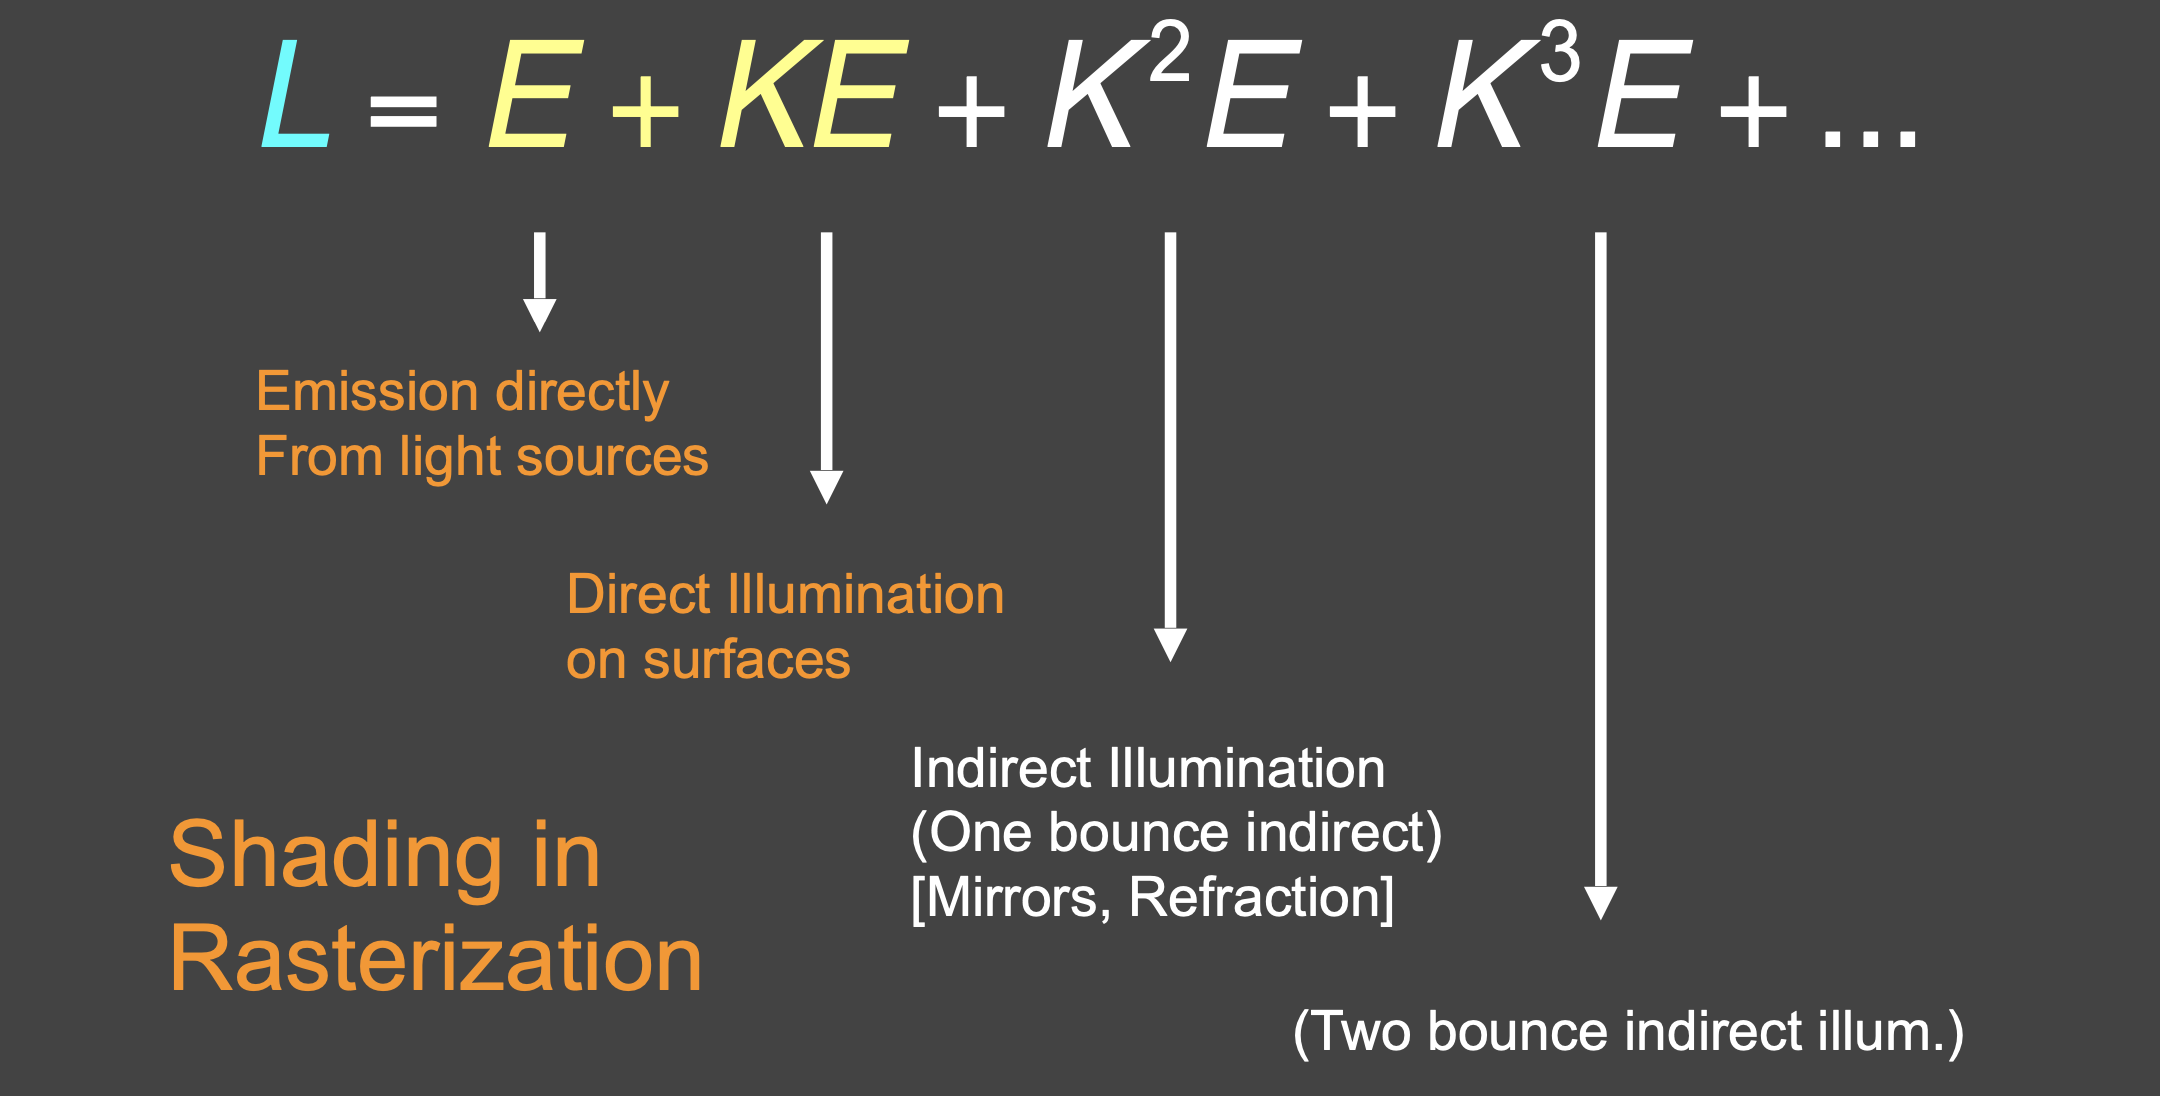 L = E + KE + K²E + K³E + ...
Emission directly
From light sources
Direct Illumination
on surfaces
Indirect Illumination
(One bounce indirect)
[Mirrors, Refraction]
Shading in
Rasterization
(Two bounce indirect illum.)